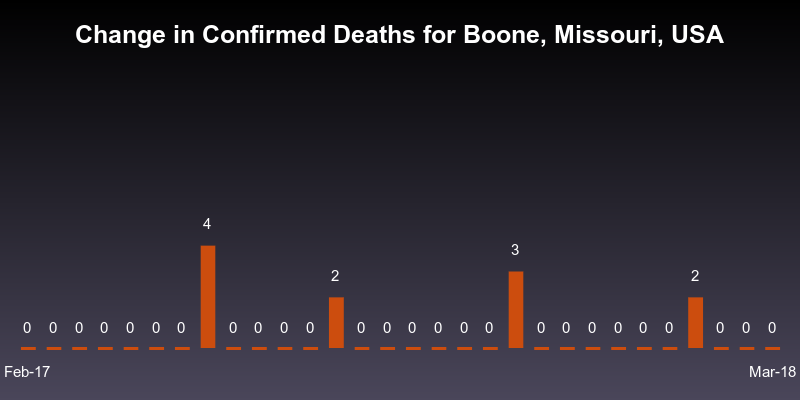 Change in Confirmed Deaths for Boone, Missouri, USA
4
3
2 2
0 0 0 0 0 0 0 0 0 0 0 0 0 0 0 0 0 0 0 0 0 0 0 0 0 0
Feb-17 Mar-18